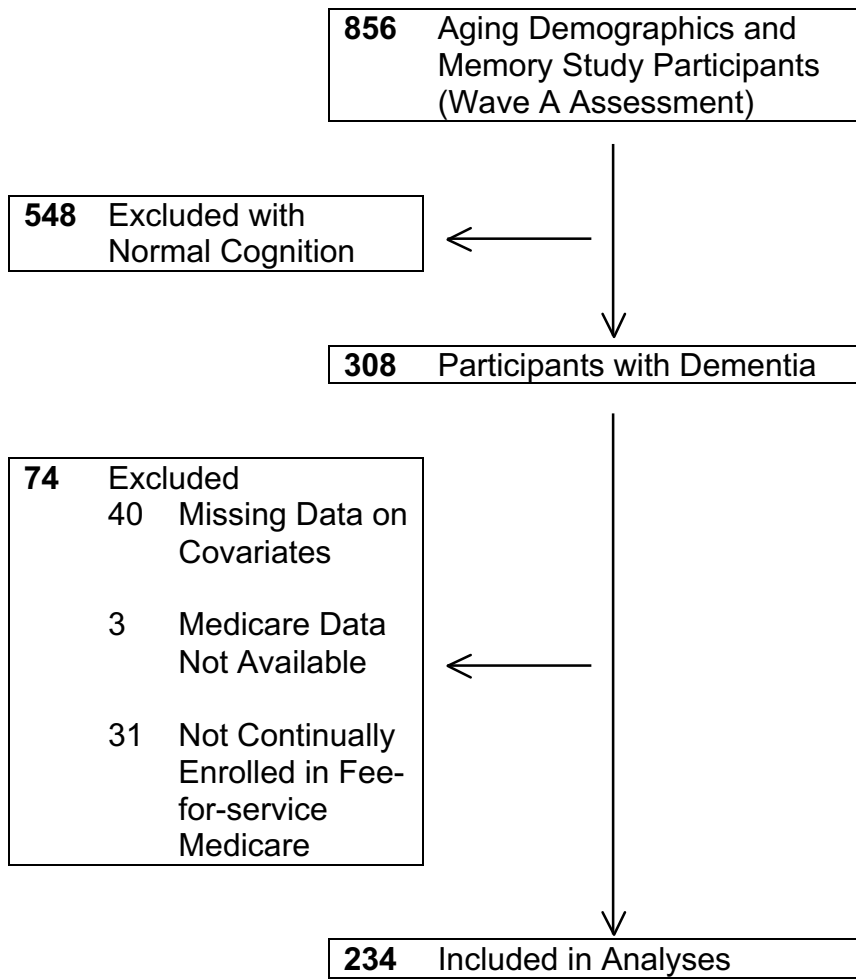 856 Aging Demographics and
Memory Study Participants
(Wave A Assessment)
548 Excluded with
Normal Cognition
308 Participants with Dementia
74 Excluded
40 Missing Data on
Covariates
3 Medicare Data
Not Available
31 Not Continually
Enrolled in Fee-
for-service
Medicare
234 Included in Analyses